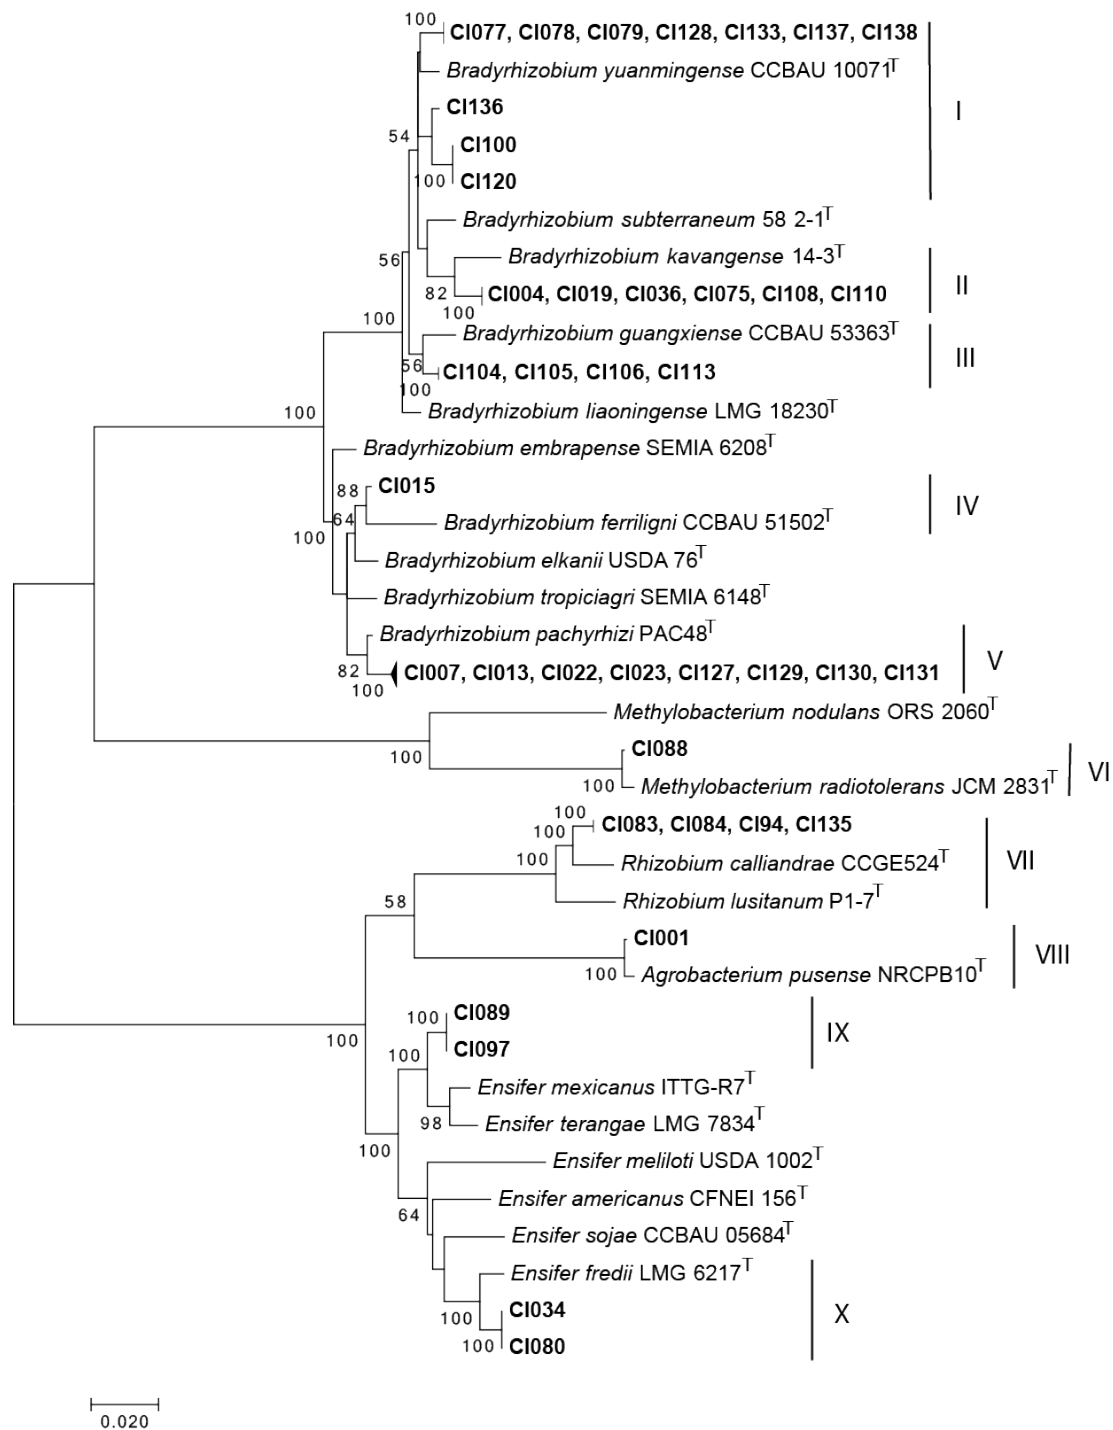 100
CI077, CI078, CI079, CI128, CI133, CI137, CI138
Bradyrhizobium yuanmingense CCBAU 10071T
I
CI136
54
CI100
100
CI120
Bradyrhizobium subterraneum 58 2-1T
Bradyrhizobium kavangense 14-3T
56
II
82
CI004, CI019, CI036, CI075, CI108, CI110
100
100
Bradyrhizobium guangxiense CCBAU 53363T
III
56
CI104, CI105, CI106, CI113
100
100
Bradyrhizobium liaoningense LMG 18230T
Bradyrhizobium embrapense SEMIA 6208T
88
CI015
IV
64
Bradyrhizobium ferriligni CCBAU 51502T
100
Bradyrhizobium elkanii USDA 76T
Bradyrhizobium tropiciagri SEMIA 6148T
Bradyrhizobium pachyrhizi PAC48T
V
82
CI007, CI013, CI022, CI023, CI127, CI129, CI130, CI131
100
Methylobacterium nodulans ORS 2060T
100
CI088
VI
100
Methylobacterium radiotolerans JCM 2831T
100
CI083, CI084, CI94, CI135
100
100
Rhizobium calliandrae CCGE524T
VII
Rhizobium lusitanum P1-7T
58
CI001
VIII
100
Agrobacterium pusense NRCPB10T
100
CI089
IX
100
100
CI097
Ensifer mexicanus ITTG-R7T
98
Ensifer terangae LMG 7834T
100
Ensifer meliloti USDA 1002T
Ensifer americanus CFNEI 156T
64
Ensifer sojae CCBAU 05684T
Ensifer fredii LMG 6217T
100
CI034
X
100
CI080
0.020